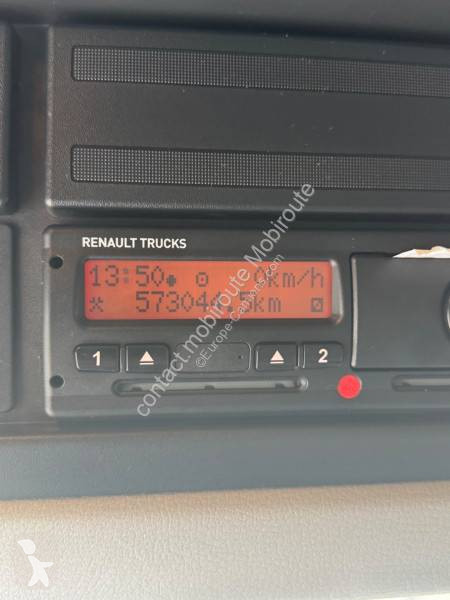 RENAULT TRUCKS
13:50 0km/h
573044.5km
1 2
contact.mobiroute Mobiroute
©Europe-Camions.com